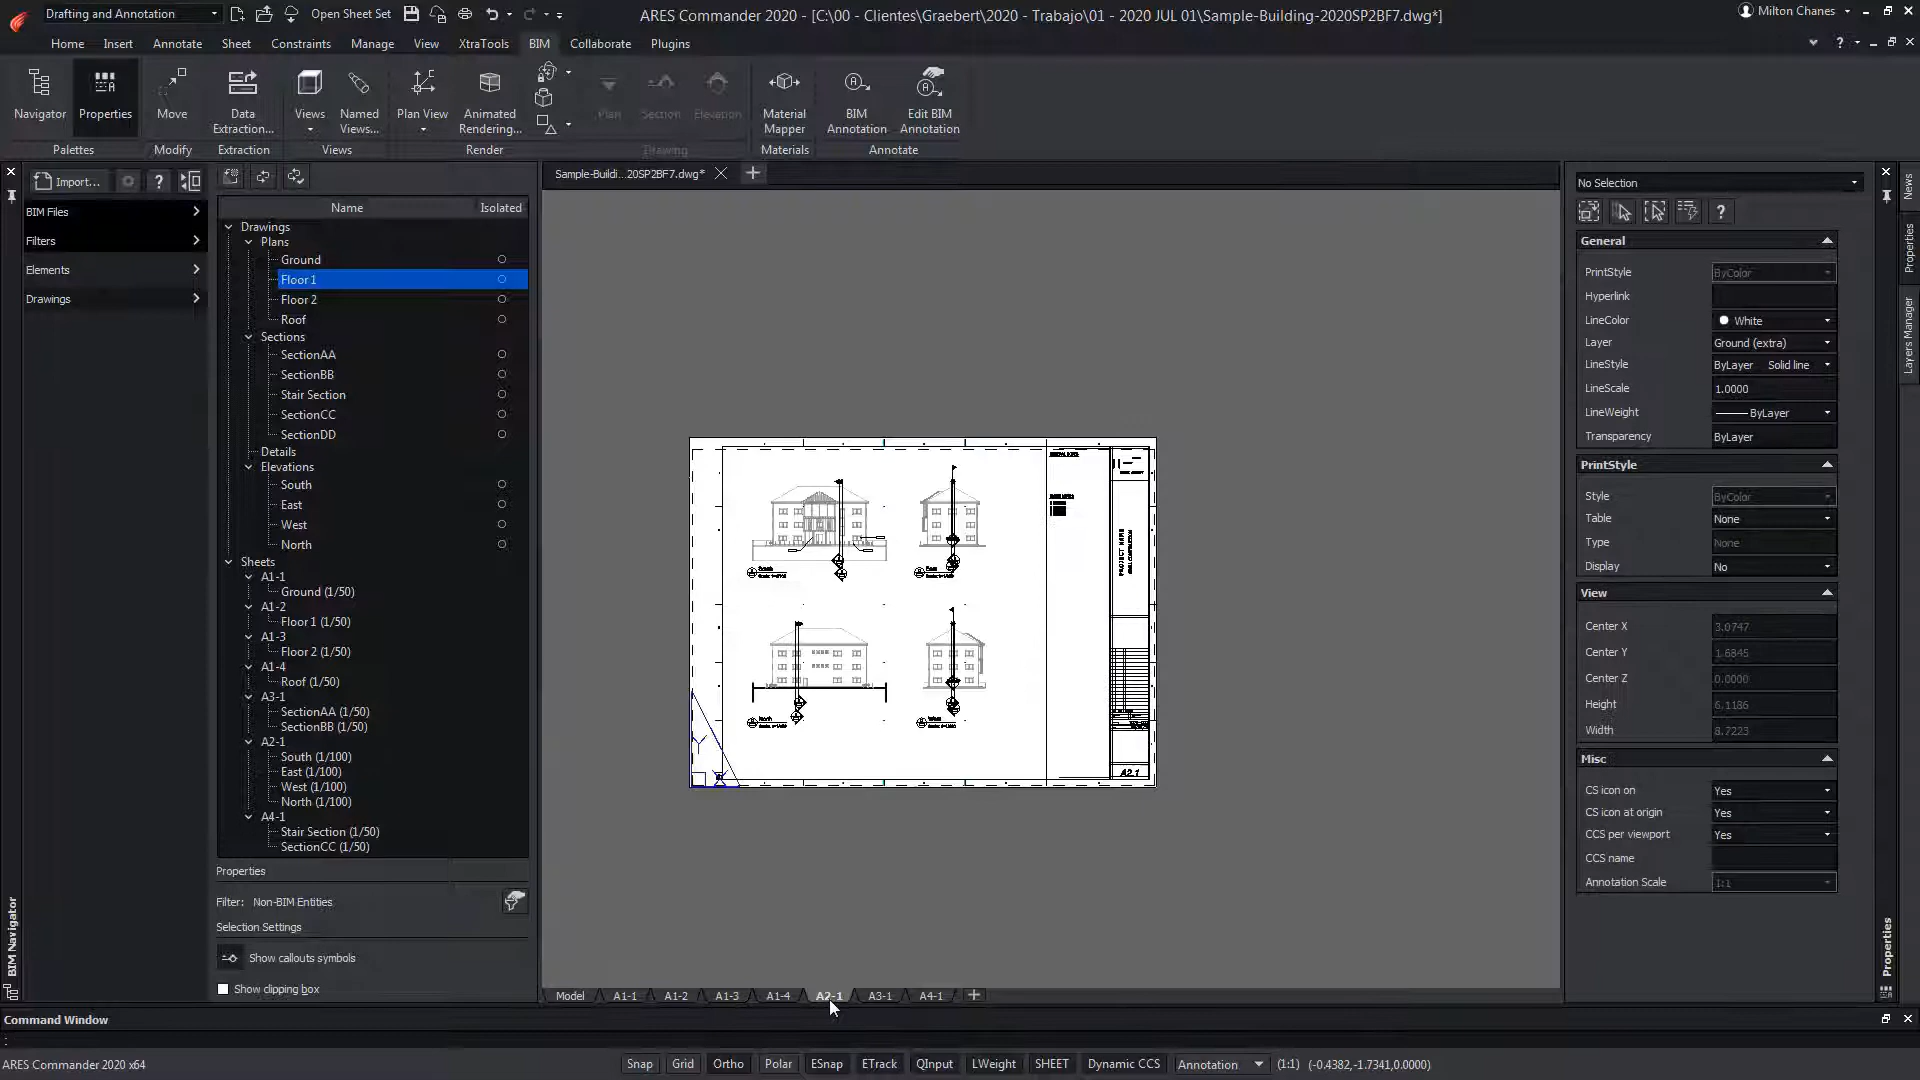 Drafting and Annotation
Open Sheet Set
ARES Commander 2020 - [C:\00 - Clientes\Graebert\2020 - Trabajo\01 - 2020 JUL 01\Sample-Building-2020SP2BF7.dwg*]
Milton Chanes
Home
Insert
Annotate
Sheet
Constraints
Manage
View
XtraTools
BIM
Collaborate
Plugins
Navigator
Properties
Move
Data
Extraction...
Views
Named
Views...
Plan View
Animated
Rendering...
Plan
Section
Elevation
Material
Mapper
BIM
Annotation
Edit BIM
Annotation
Palettes
Modify
Extraction
Views
Render
Drawing
Materials
Annotate
Import...
BIM Files
Filters
Elements
Drawings
Name
Isolated
Drawings
Plans
Ground
Floor 1
Floor 2
Roof
Sections
SectionAA
SectionBB
Stair Section
SectionCC
SectionDD
Details
Elevations
South
East
West
North
Sheets
A1-1
Ground (1/50)
A1-2
Floor 1 (1/50)
A1-3
Floor 2 (1/50)
A1-4
Roof (1/50)
A3-1
SectionAA (1/50)
SectionBB (1/50)
A2-1
South (1/100)
East (1/100)
West (1/100)
North (1/100)
A4-1
Stair Section (1/50)
SectionCC (1/50)
Properties
Filter: Non-BIM Entities
Selection Settings
Show callouts symbols
Show clipping box
BIM Navigator
Sample-Buildi...20SP2BF7.dwg*
South
East
North
West
PROJECT NAME
A2.1
Model
A1-1
A1-2
A1-3
A1-4
A2-1
A3-1
A4-1
No Selection
General
PrintStyle ByColor
Hyperlink
LineColor White
Layer Ground (extra)
LineStyle ByLayer Solid line
LineScale 1.0000
LineWeight ByLayer
Transparency ByLayer
PrintStyle
Style ByColor
Table None
Type None
Display No
View
Center X 3.0747
Center Y 1.6845
Center Z 0.0000
Height 6.1186
Width 8.7223
Misc
CS icon on Yes
CS icon at origin Yes
CCS per viewport Yes
CCS name
Annotation Scale 1:1
News
Properties
Layers Manager
Properties
Command Window
:
ARES Commander 2020 x64
Snap
Grid
Ortho
Polar
ESnap
ETrack
QInput
LWeight
SHEET
Dynamic CCS
Annotation
(1:1)
(-0.4382,-1.7341,0.0000)